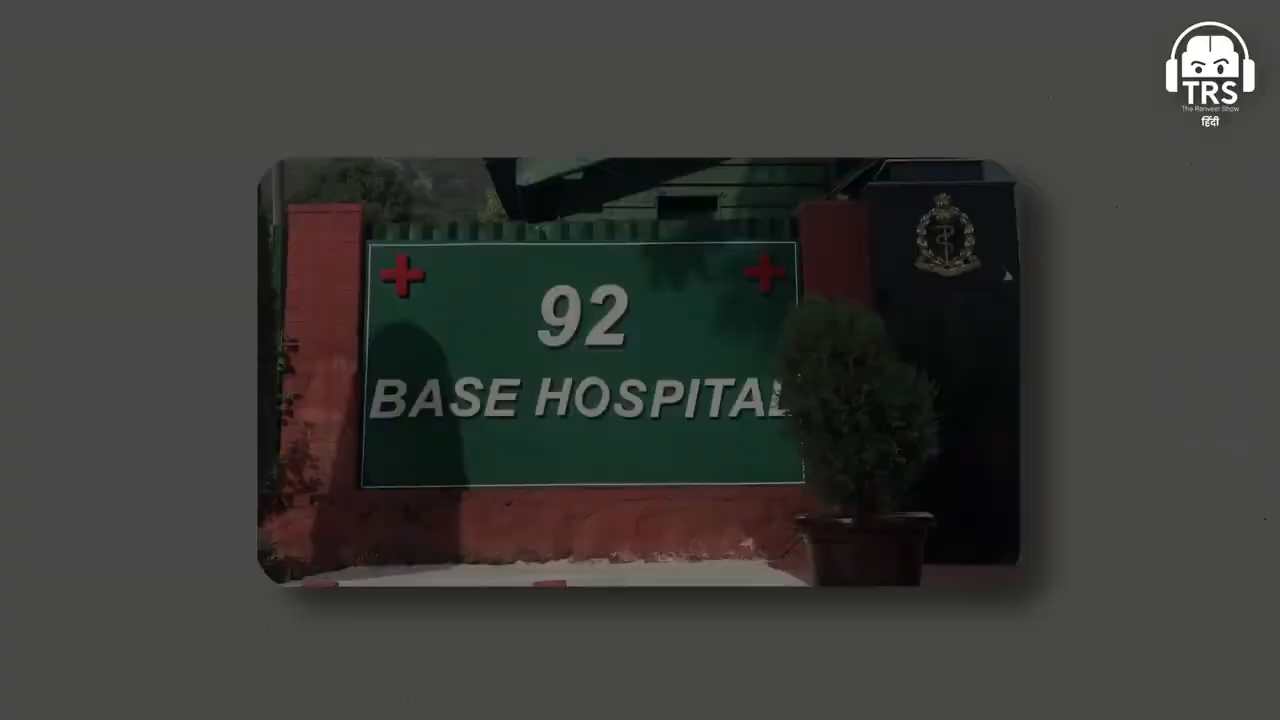 TRS
The Ranveer Show
हिंदी
92
BASE HOSPITAL